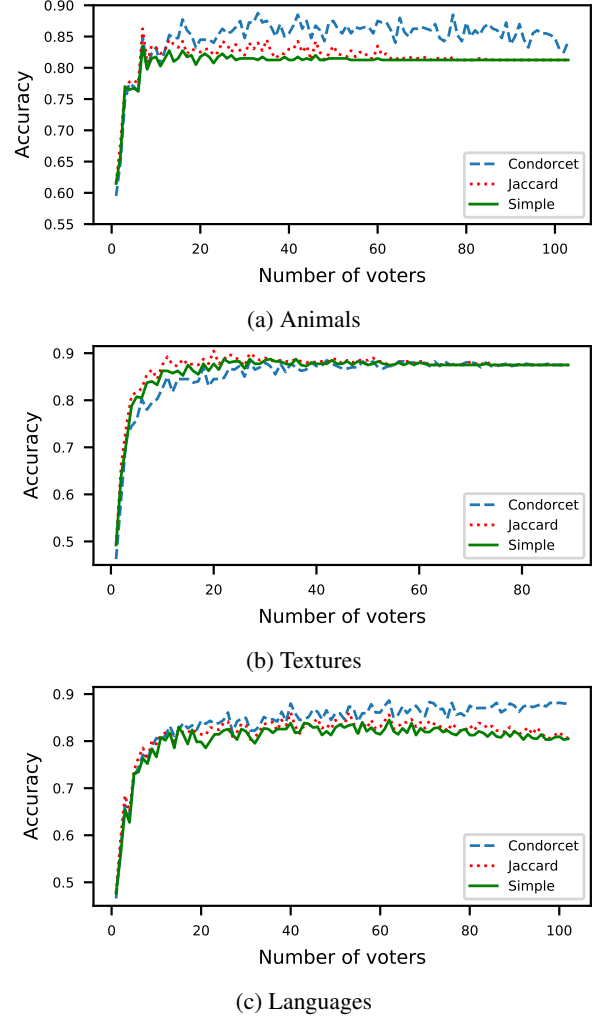 0.90
0.85
0.80
0.75
0.70
0.65
0.60
0.55
Accuracy
Condorcet
Jaccard
Simple
0 20 40 60 80 100
Number of voters
(a) Animals
0.9
0.8
0.7
0.6
0.5
Accuracy
Condorcet
Jaccard
Simple
0 20 40 60 80
Number of voters
(b) Textures
0.9
0.8
0.7
0.6
0.5
Accuracy
Condorcet
Jaccard
Simple
0 20 40 60 80 100
Number of voters
(c) Languages